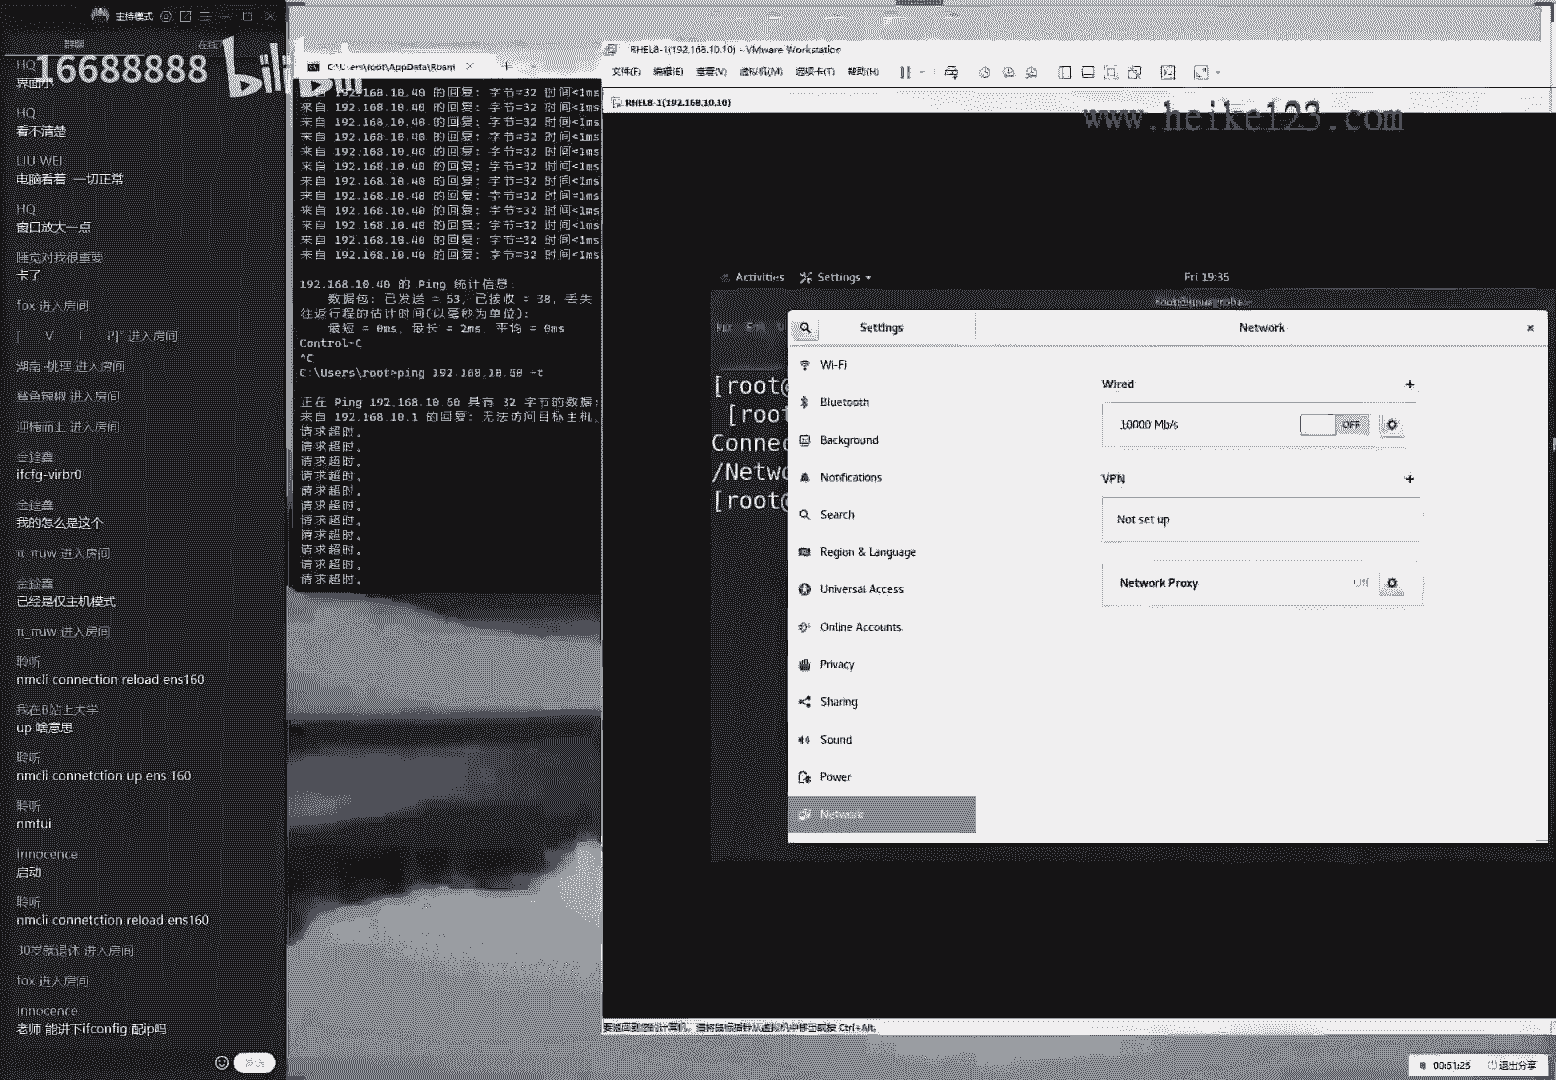 主持模式
16688888
bilibili
HQ
界面小
HQ
看不清楚
LIU WEI
电脑看着 一切正常
HQ
窗口放大一点
睡觉对我很重要
卡了
fox 进入房间
进入房间
进入房间
进入房间
迎楠而上 进入房间
ifcfg-virbr0
我的怎么是这个
π_muw 进入房间
已经是仅主机模式
π_muw 进入房间
聆听
nmcli connection reload ens160
我在B站上大学
up 啥意思
聆听
nmcli connetction up ens 160
聆听
nmtui
innocence
启动
聆听
nmcli connetction reload ens160
30岁就退休 进入房间
fox 进入房间
innocence
老师 能讲下ifconfig 配ip吗
C:\Users\root\AppData\Roami
来自 192.168.10.40 的回复: 字节=32 时间<1ms
来自 192.168.10.40 的回复: 字节=32 时间<1ms
来自 192.168.10.40 的回复: 字节=32 时间<1ms
来自 192.168.10.40 的回复: 字节=32 时间<1ms
来自 192.168.10.40 的回复: 字节=32 时间<1ms
来自 192.168.10.40 的回复: 字节=32 时间<1ms
来自 192.168.10.40 的回复: 字节=32 时间<1ms
来自 192.168.10.40 的回复: 字节=32 时间<1ms
来自 192.168.10.40 的回复: 字节=32 时间<1ms
来自 192.168.10.40 的回复: 字节=32 时间<1ms
来自 192.168.10.40 的回复: 字节=32 时间<1ms
来自 192.168.10.40 的回复: 字节=32 时间<1ms
192.168.10.40 的 Ping 统计信息:
数据包: 已发送 = 53, 已接收 = 38, 丢失
往返行程的估计时间(以毫秒为单位):
最短 = 0ms, 最长 = 2ms, 平均 = 0ms
Control-C
^C
C:\Users\root>ping 192.168.10.60 -t
正在 Ping 192.168.10.60 具有 32 字节的数据:
来自 192.168.10.1 的回复: 无法访问目标主机。
请求超时。
请求超时。
请求超时。
请求超时。
请求超时。
请求超时。
请求超时。
请求超时。
请求超时。
请求超时。
请求超时。
RHEL8-1(192.168.10.10) - VMware Workstation
文件(F) 编辑(E) 查看(V) 虚拟机(M) 选项卡(T) 帮助(H)
RHEL8-1(192.168.10.10)
www.heike123.com
Activities Settings Fri 19:35
[root@
[root
Connec
/Netwo
[root@
Settings
Network
Wi-Fi
Bluetooth
Background
Notifications
Search
Region & Language
Universal Access
Online Accounts
Privacy
Sharing
Sound
Power
Network
Wired
10000 Mb/s OFF
VPN
Not set up
Network Proxy Off
要返回到您的计算机，请将鼠标指针从虚拟机中移出或按 Ctrl+Alt。
00:51:25 退出分享